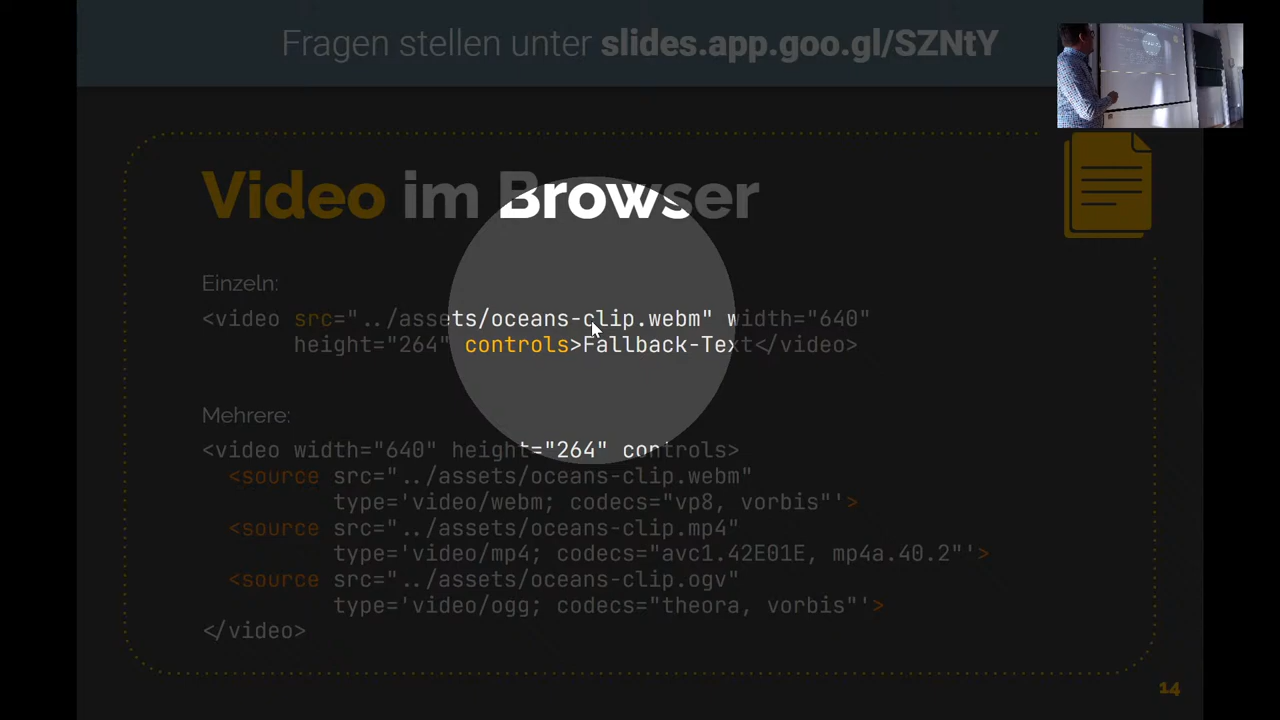 Fragen stellen unter slides.app.goo.gl/SZNtY
Video im Browser
Einzeln:
<video src="../assets/oceans-clip.webm" width="640"
height="264" controls>Fallback-Text</video>
Mehrere:
<video width="640" height="264" controls>
<source src="../assets/oceans-clip.webm"
type='video/webm; codecs="vp8, vorbis"'>
<source src="../assets/oceans-clip.mp4"
type='video/mp4; codecs="avc1.42E01E, mp4a.40.2"'>
<source src="../assets/oceans-clip.ogv"
type='video/ogg; codecs="theora, vorbis"'>
</video>
14